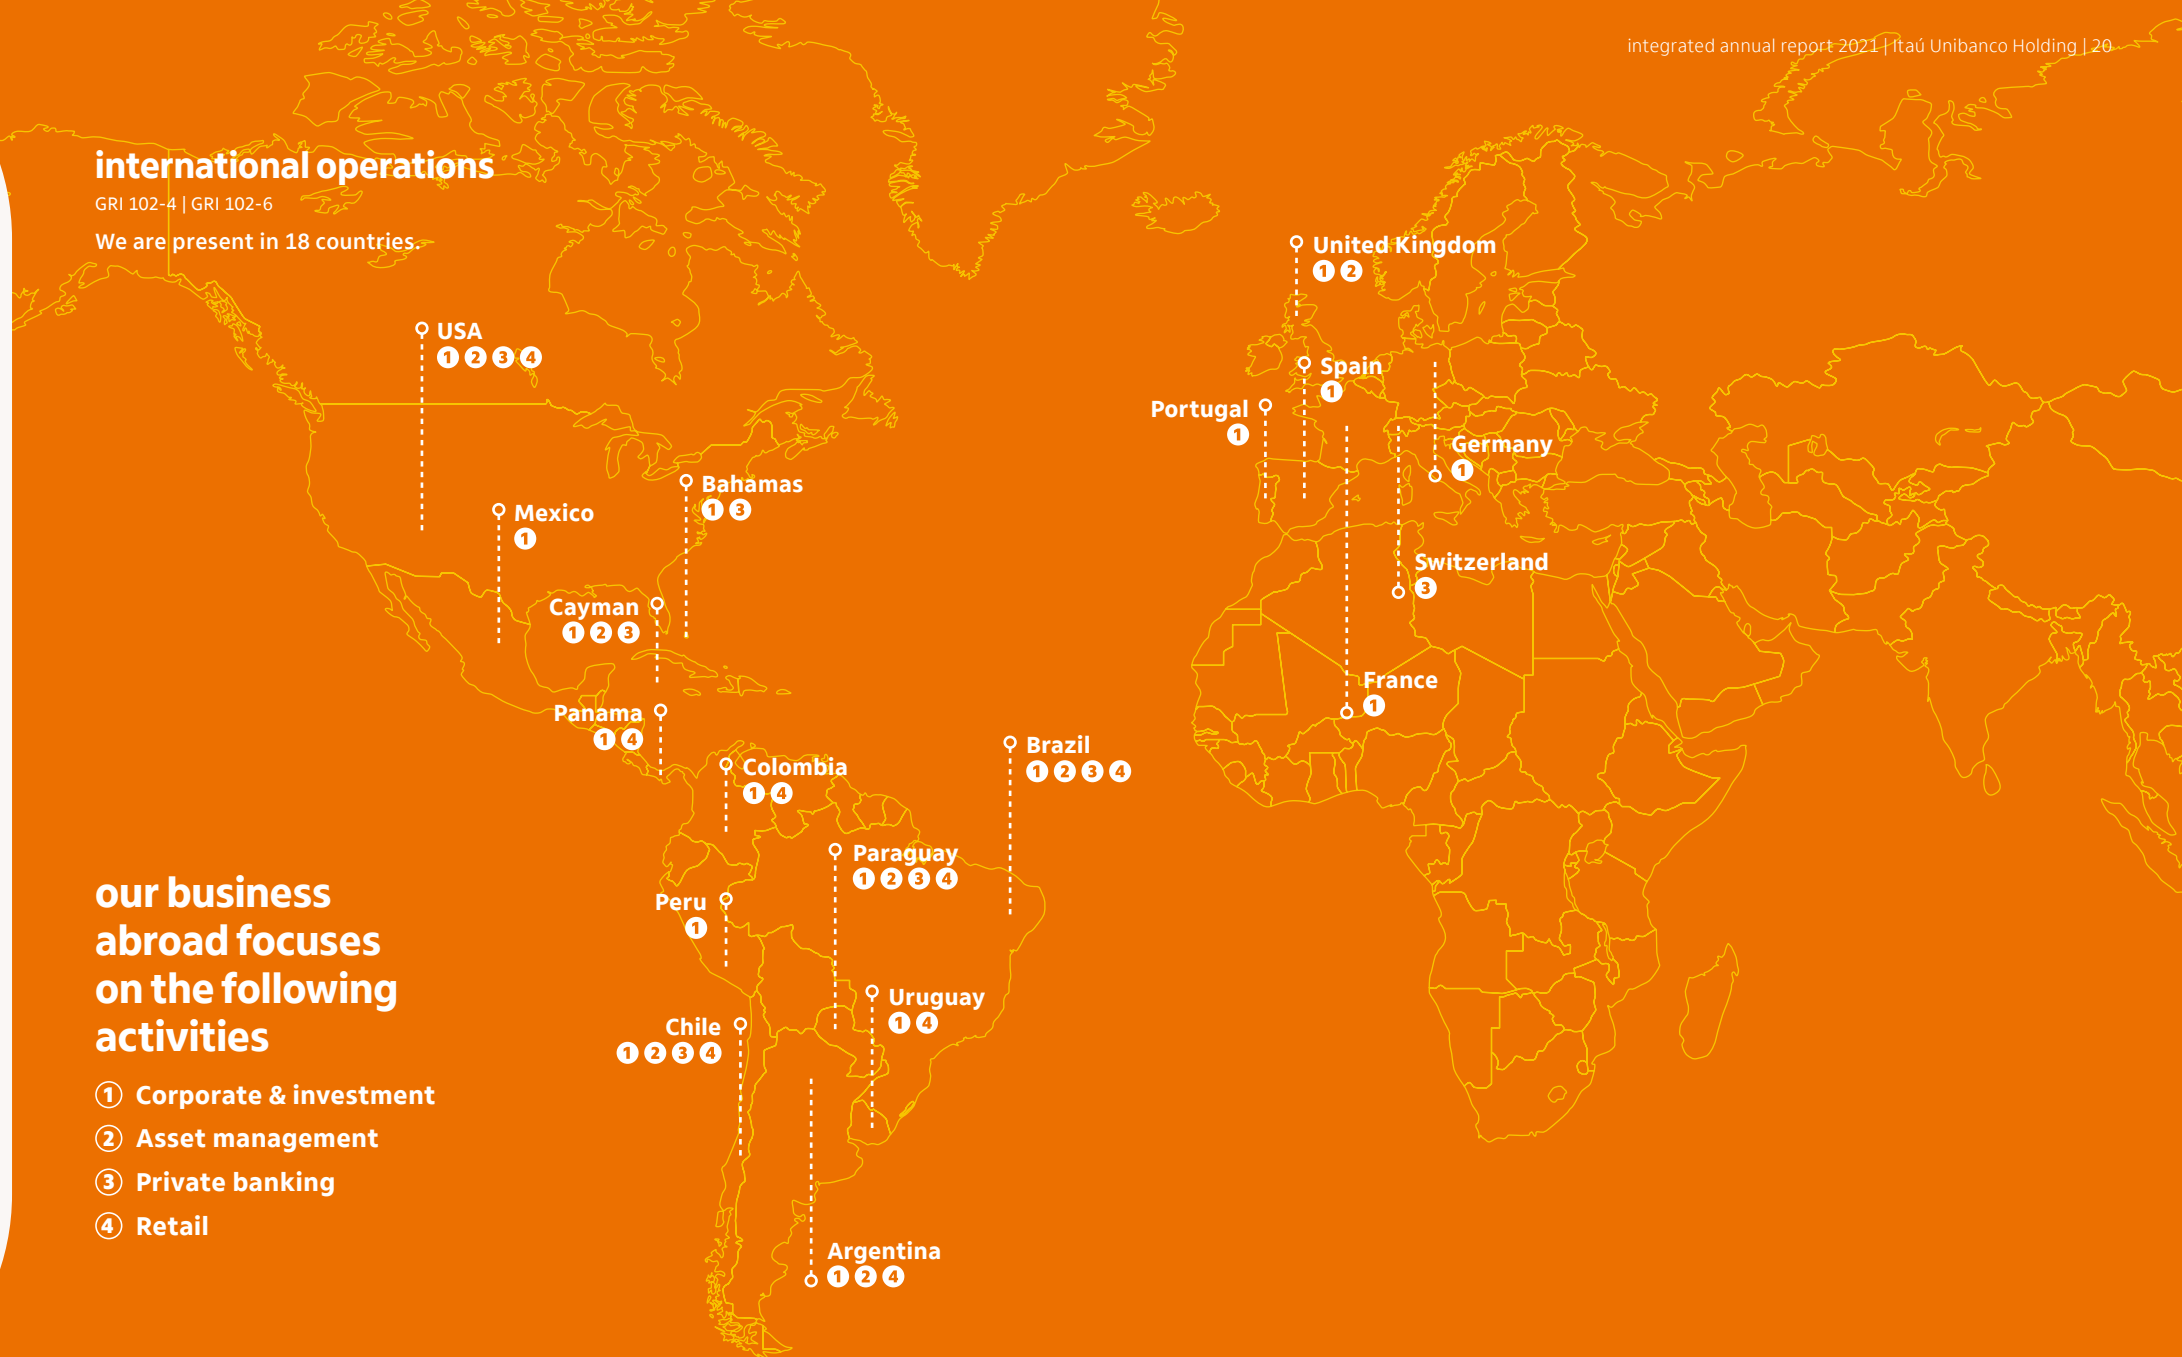 integrated annual report 2021 | Itaú Unibanco Holding | 20
international operations
GRI 102-4 | GRI 102-6
We are present in 18 countries.
USA
1 2 3 4
Mexico
1
Bahamas
1 3
Cayman
1 2 3
Panama
1 4
Colombia
1 4
Brazil
1 2 3 4
Paraguay
1 2 3 4
Peru
1
Uruguay
1 4
Chile
1 2 3 4
Argentina
1 2 4
United Kingdom
1 2
Spain
1
Portugal
1
Germany
1
Switzerland
3
France
1
our business
abroad focuses
on the following
activities
1 Corporate & investment
2 Asset management
3 Private banking
4 Retail